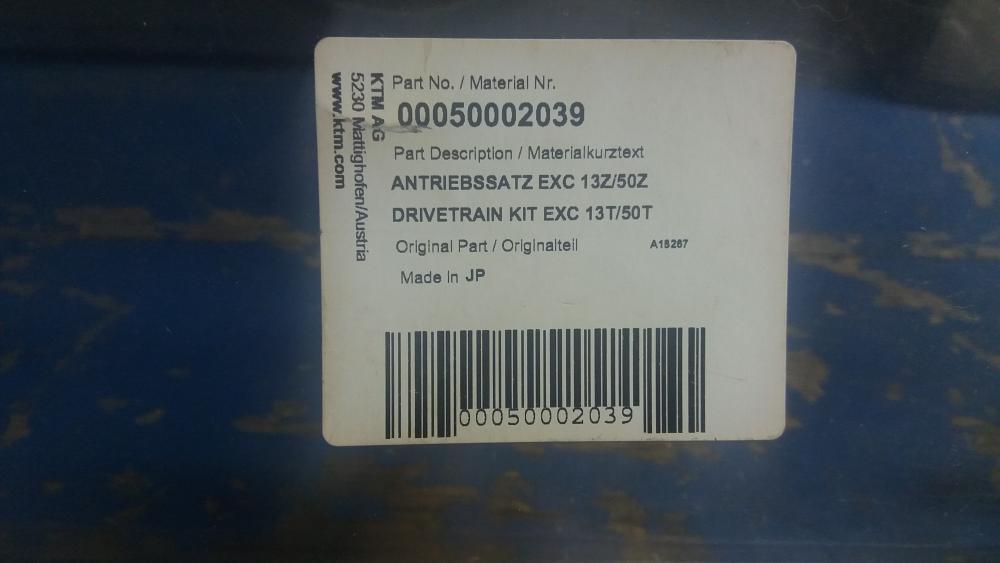 KTM AG
5230 Mattighofen/Austria
www.ktm.com
Part No. / Material Nr.
00050002039
Part Description / Materialkurztext
ANTRIEBSSATZ EXC 13Z/50Z
DRIVETRAIN KIT EXC 13T/50T
Original Part / Originalteil A18267
Made in JP
00050002039